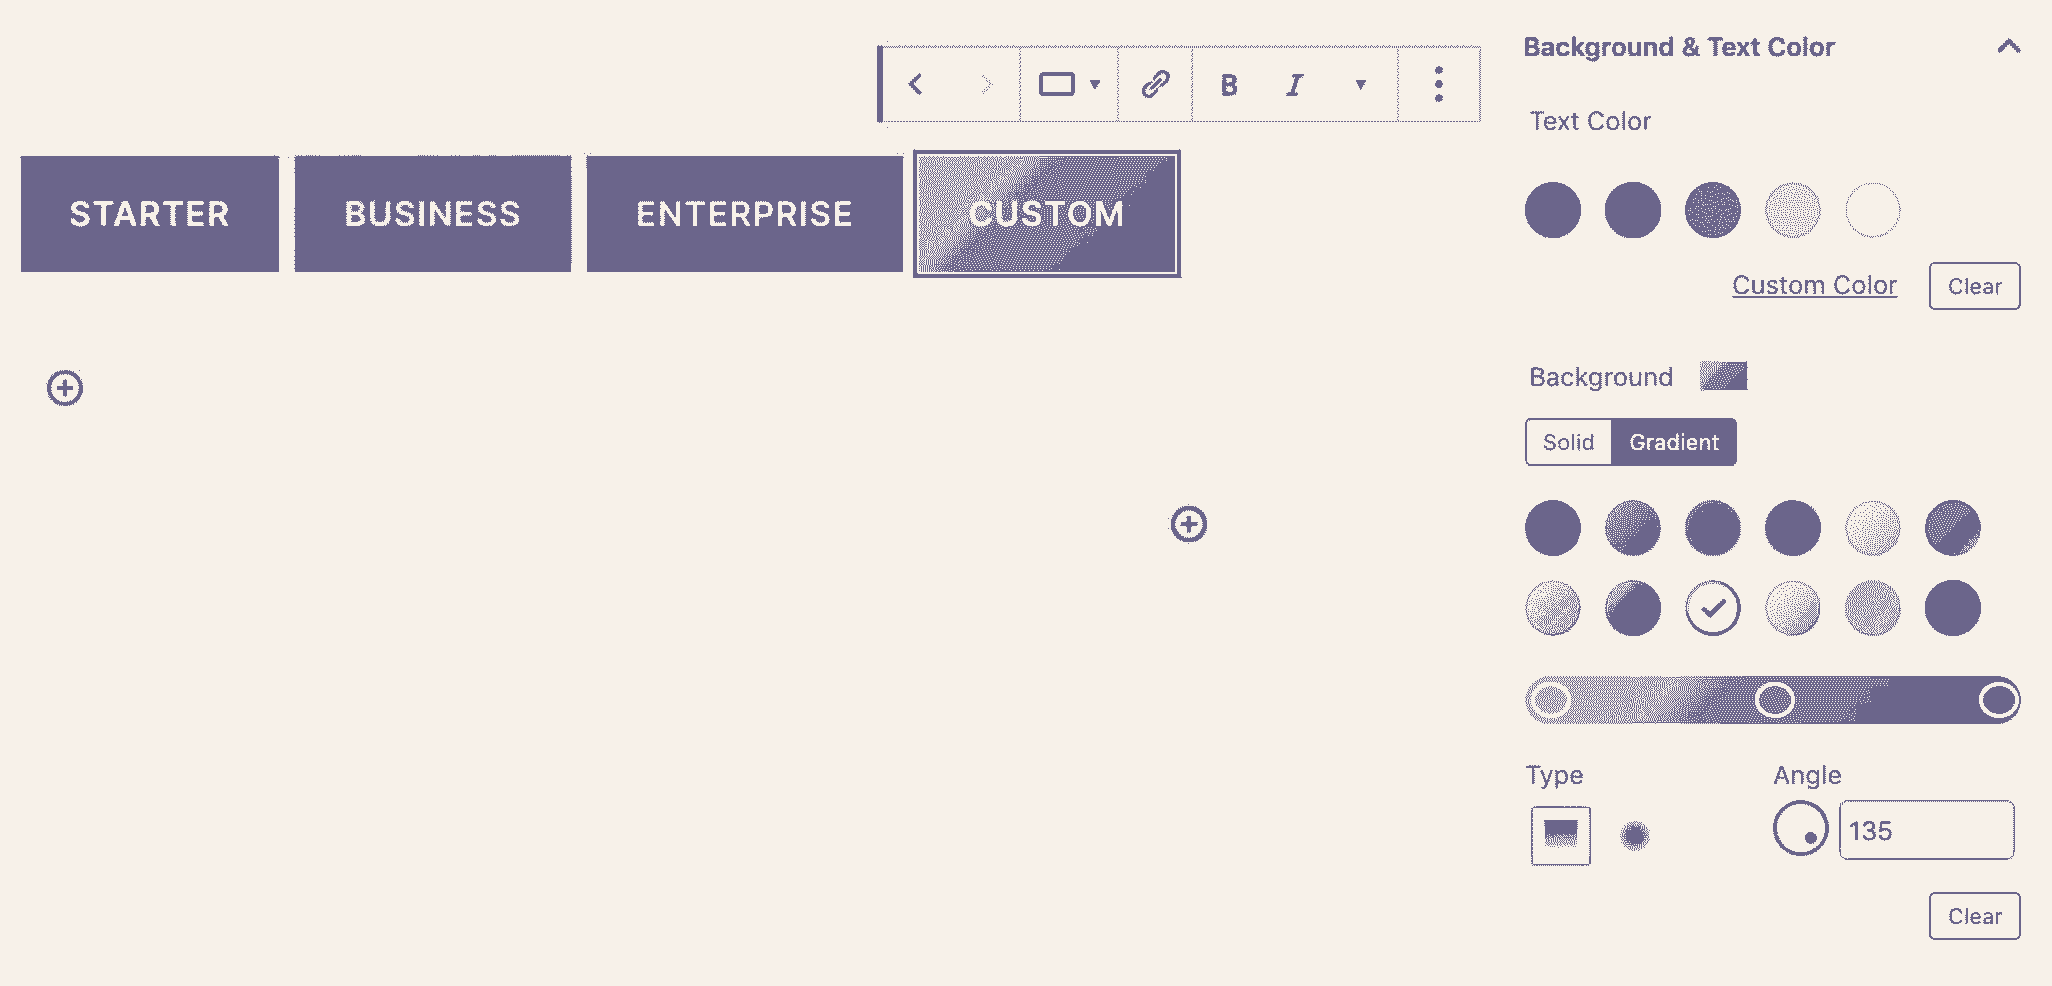 B I
STARTER BUSINESS ENTERPRISE CUSTOM
Background & Text Color
Text Color
Custom Color Clear
Background
Solid Gradient
Type Angle
135
Clear